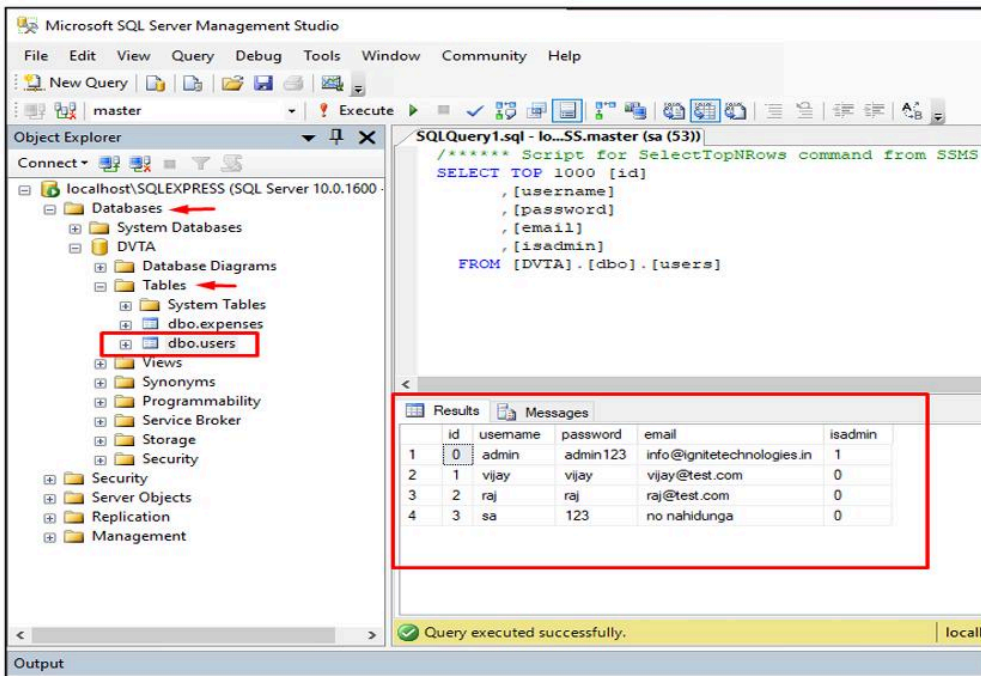 Microsoft SQL Server Management Studio
File Edit View Query Debug Tools Window Community Help
New Query
master Execute
Object Explorer
Connect
localhost\SQLEXPRESS (SQL Server 10.0.1600 -
Databases
System Databases
DVTA
Database Diagrams
Tables
System Tables
dbo.expenses
dbo.users
Views
Synonyms
Programmability
Service Broker
Storage
Security
Security
Server Objects
Replication
Management
SQLQuery1.sql - lo...SS.master (sa (53))
/****** Script for SelectTopNRows command from SSMS
SELECT TOP 1000 [id]
,[username]
,[password]
,[email]
,[isadmin]
FROM [DVTA].[dbo].[users]
Results Messages
id username password email isadmin
1 0 admin admin123 info@ignitetechnologies.in 1
2 1 vijay vijay vijay@test.com 0
3 2 raj raj raj@test.com 0
4 3 sa 123 no nahidunga 0
Query executed successfully. locall
Output